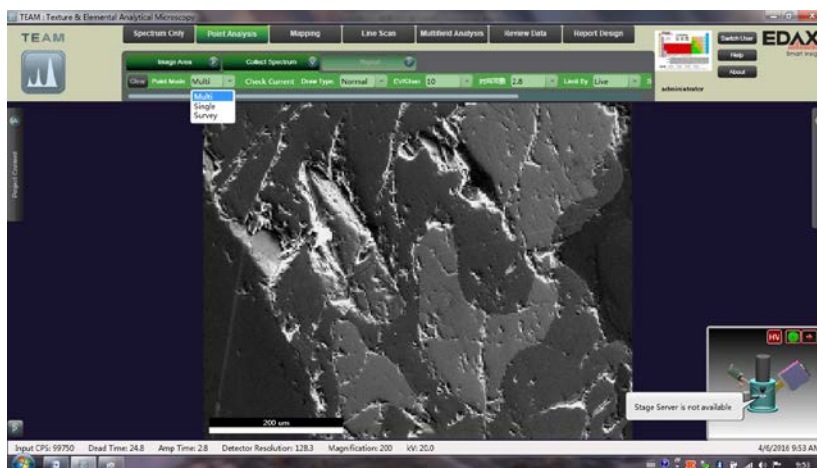 TEAM : Texture & Elemental Analytical Microscopy
TEAM
Spectrum Only
Point Analysis
Mapping
Line Scan
Multifield Analysis
Review Data
Report Design
Switch User
EDAX
Help
About
administrator
Image Area
Collect Spectrum
Report
Clear
Point Mode
Multi
Check Current
Draw Type
Normal
EV/Chan
10
2.8
Limit By
Live
Multi
Single
Survey
Project Content
200 um
HV
Stage Server is not available
Input CPS: 99750 Dead Time: 24.8 Amp Time: 2.8 Detector Resolution: 128.3 Magnification: 200 kV: 20.0
4/6/2016 9:53 AM
9:53